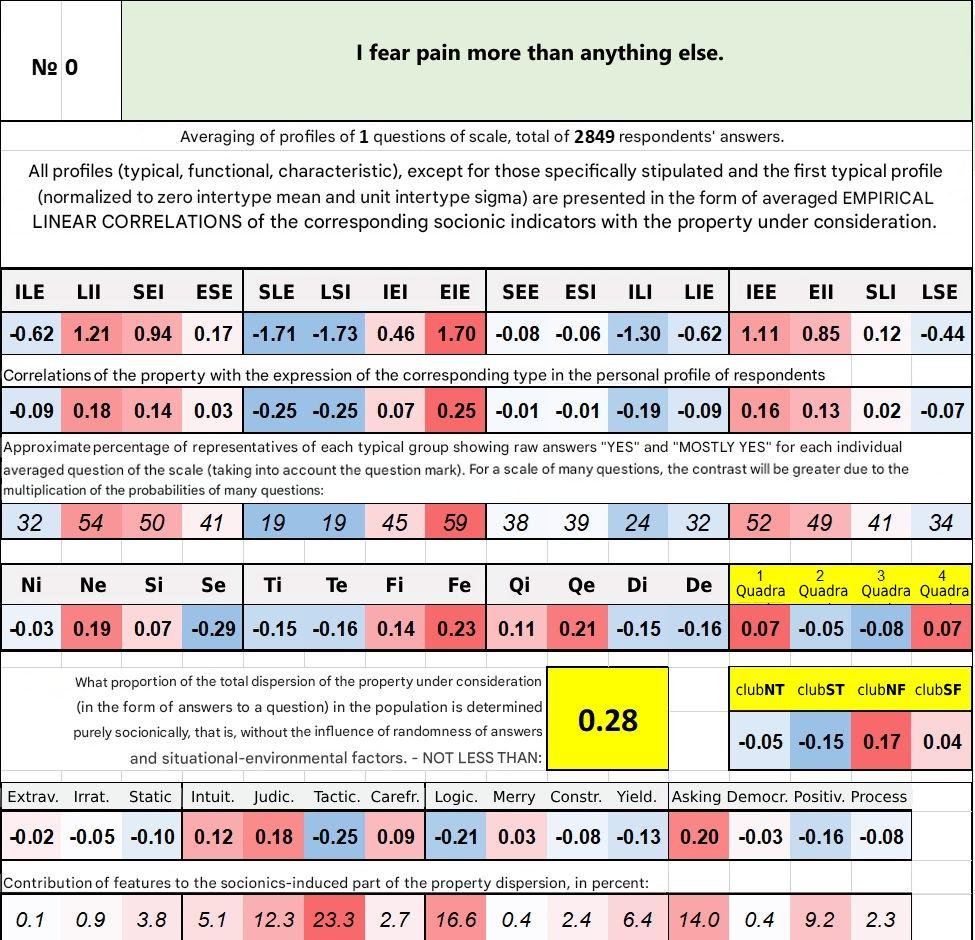 № 0
I fear pain more than anything else.
Averaging of profiles of 1 questions of scale, total of 2849 respondents' answers.
All profiles (typical, functional, characteristic), except for those specifically stipulated and the first typical profile
(normalized to zero intertype mean and unit intertype sigma) are presented in the form of averaged EMPIRICAL
LINEAR CORRELATIONS of the corresponding socionic indicators with the property under consideration.
ILE LII SEI ESE SLE LSI IEI EIE SEE ESI ILI LIE IEE EII SLI LSE
-0.62 1.21 0.94 0.17 -1.71 -1.73 0.46 1.70 -0.08 -0.06 -1.30 -0.62 1.11 0.85 0.12 -0.44
Correlations of the property with the expression of the corresponding type in the personal profile of respondents
-0.09 0.18 0.14 0.03 -0.25 -0.25 0.07 0.25 -0.01 -0.01 -0.19 -0.09 0.16 0.13 0.02 -0.07
Approximate percentage of representatives of each typical group showing raw answers "YES" and "MOSTLY YES" for each individual
averaged question of the scale (taking into account the question mark). For a scale of many questions, the contrast will be greater due to the
multiplication of the probabilities of many questions:
32 54 50 41 19 19 45 59 38 39 24 32 52 49 41 34
Ni Ne Si Se Ti Te Fi Fe Qi Qe Di De 1 Quadra 2 Quadra 3 Quadra 4 Quadra
-0.03 0.19 0.07 -0.29 -0.15 -0.16 0.14 0.23 0.11 0.21 -0.15 -0.16 0.07 -0.05 -0.08 0.07
What proportion of the total dispersion of the property under consideration
(in the form of answers to a question) in the population is determined
purely socionically, that is, without the influence of randomness of answers
and situational-environmental factors. - NOT LESS THAN:
0.28
clubNT clubST clubNF clubSF
-0.05 -0.15 0.17 0.04
Extrav. Irrat. Static Intuit. Judic. Tactic. Carefr. Logic. Merry Constr. Yield. Asking Democr. Positiv. Process
-0.02 -0.05 -0.10 0.12 0.18 -0.25 0.09 -0.21 0.03 -0.08 -0.13 0.20 -0.03 -0.16 -0.08
Contribution of features to the socionics-induced part of the property dispersion, in percent:
0.1 0.9 3.8 5.1 12.3 23.3 2.7 16.6 0.4 2.4 6.4 14.0 0.4 9.2 2.3